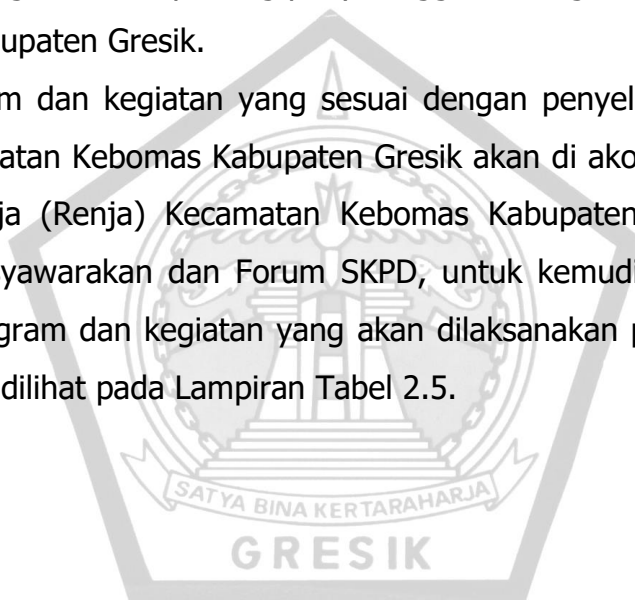 upaten Gresik.
m dan kegiatan yang sesuai dengan penyel
atan Kebomas Kabupaten Gresik akan di ako
ja (Renja) Kecamatan Kebomas Kabupaten
syawarakan dan Forum SKPD, untuk kemudi
gram dan kegiatan yang akan dilaksanakan p
dilihat pada Lampiran Tabel 2.5.
SATYA BINA KERTARAHARJA
GRESIK